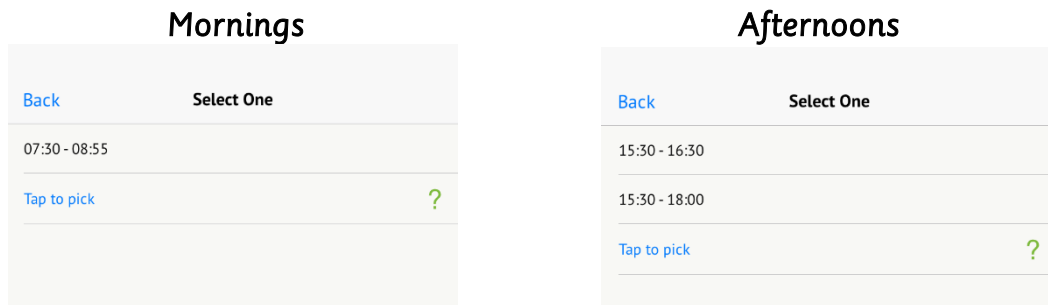 Mornings
Back
Select One
07:30 - 08:55
Tap to pick
?
Afternoons
Back
Select One
15:30 - 16:30
15:30 - 18:00
Tap to pick
?